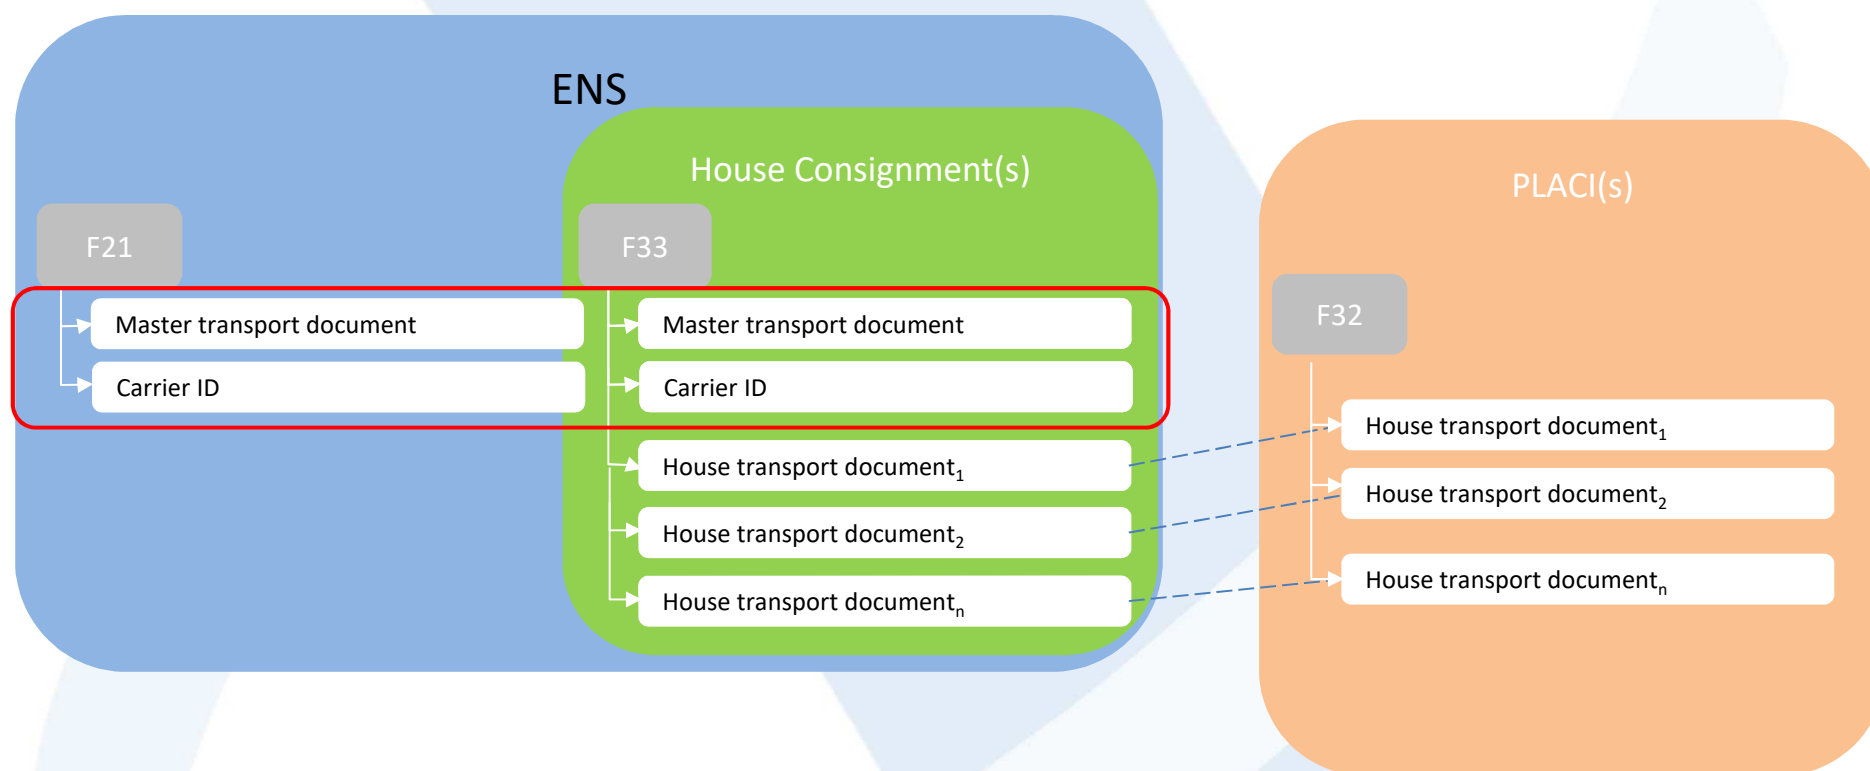 ENS
House Consignment(s)
F21
F33
Master transport document
Carrier ID
Master transport document
Carrier ID
House transport document₁
House transport document₂
House transport documentₙ
PLACI(s)
F32
House transport document₁
House transport document₂
House transport documentₙ